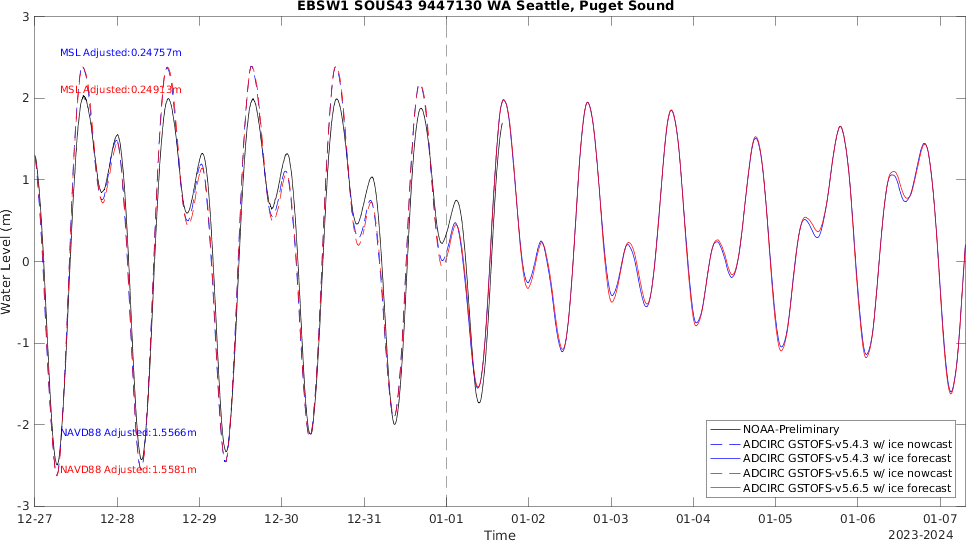 EBSW1 SOUS43 9447130 WA Seattle, Puget Sound
3
2
1
0
-1
-2
-3
Water Level (m)
MSL Adjusted:0.24757m
MSL Adjusted:0.24913m
NAVD88 Adjusted:1.5566m
NAVD88 Adjusted:1.5581m
NOAA-Preliminary
ADCIRC GSTOFS-v5.4.3 w/ ice nowcast
ADCIRC GSTOFS-v5.4.3 w/ ice forecast
ADCIRC GSTOFS-v5.6.5 w/ ice nowcast
ADCIRC GSTOFS-v5.6.5 w/ ice forecast
12-27 12-28 12-29 12-30 12-31 01-01 01-02 01-03 01-04 01-05 01-06 01-07
Time
2023-2024